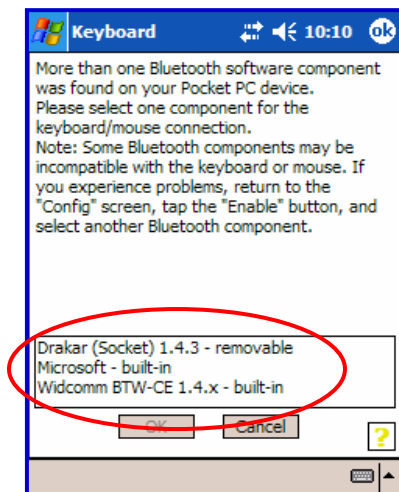 Keyboard 10:10 ok
More than one Bluetooth software component
was found on your Pocket PC device.
Please select one component for the
keyboard/mouse connection.
Note: Some Bluetooth components may be
incompatible with the keyboard or mouse. If
you experience problems, return to the
"Config" screen, tap the "Enable" button, and
select another Bluetooth component.
Drakar (Socket) 1.4.3 - removable
Microsoft - built-in
Widcomm BTW-CE 1.4.x - built-in
OK Cancel ?